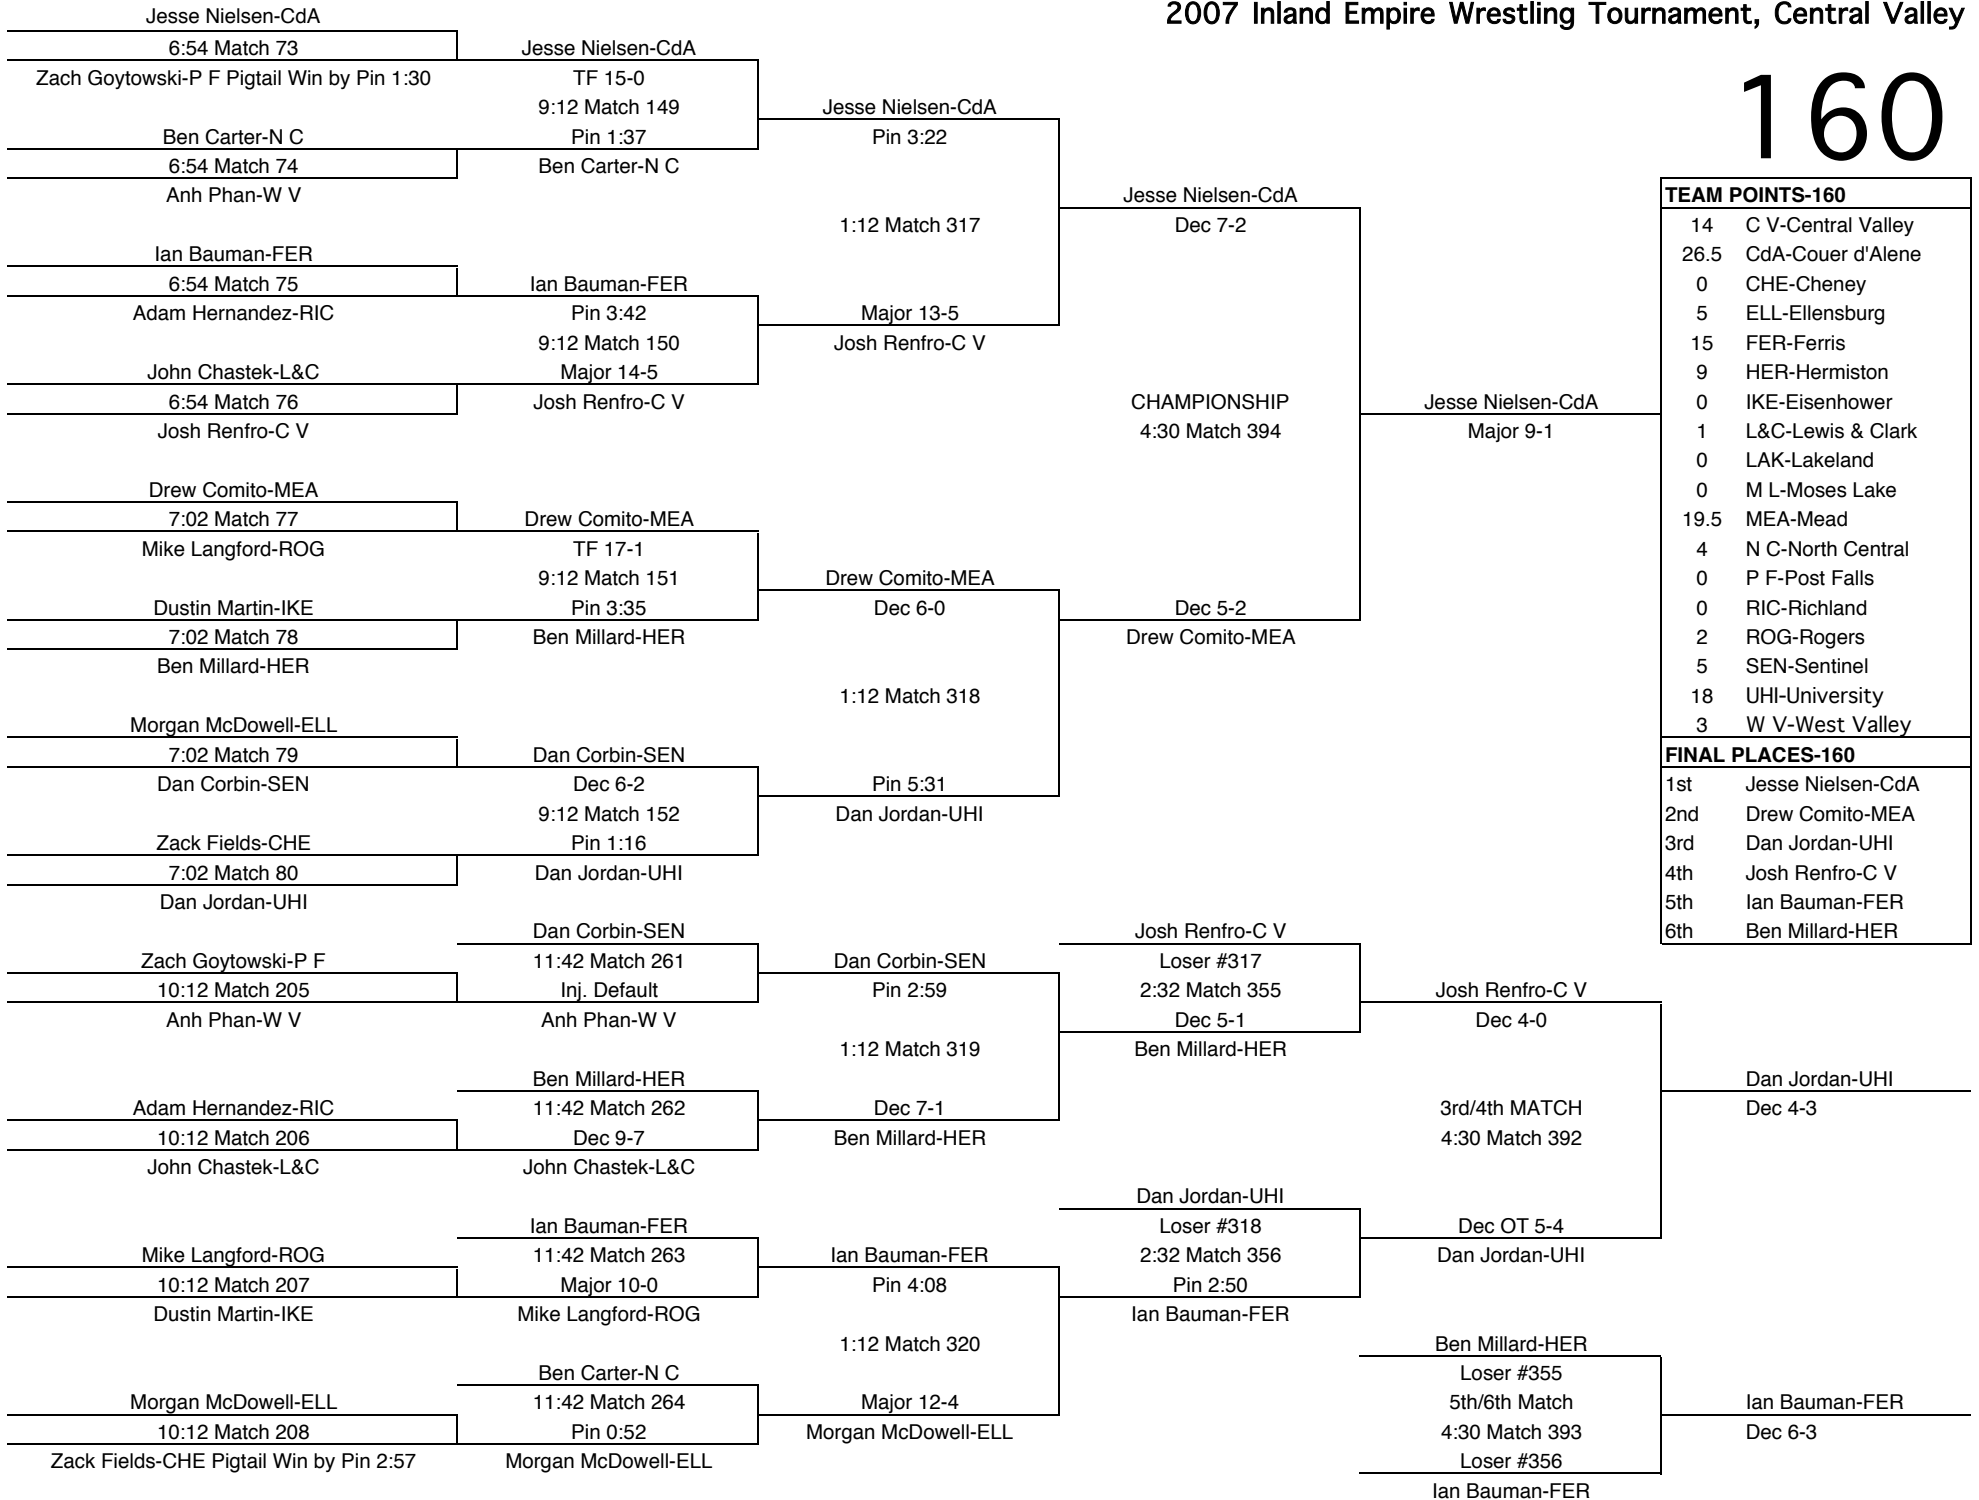 2007 Inland Empire Wrestling Tournament, Central Valley
160
Jesse Nielsen-CdA
6:54 Match 73
Zach Goytowski-P F Pigtail Win by Pin 1:30
Ben Carter-N C
6:54 Match 74
Anh Phan-W V
Ian Bauman-FER
6:54 Match 75
Adam Hernandez-RIC
John Chastek-L&C
6:54 Match 76
Josh Renfro-C V
Drew Comito-MEA
7:02 Match 77
Mike Langford-ROG
Dustin Martin-IKE
7:02 Match 78
Ben Millard-HER
Morgan McDowell-ELL
7:02 Match 79
Dan Corbin-SEN
Zack Fields-CHE
7:02 Match 80
Dan Jordan-UHI
Jesse Nielsen-CdA
TF 15-0
9:12 Match 149
Pin 1:37
Ben Carter-N C
Ian Bauman-FER
Pin 3:42
9:12 Match 150
Major 14-5
Josh Renfro-C V
Drew Comito-MEA
TF 17-1
9:12 Match 151
Pin 3:35
Ben Millard-HER
Dan Corbin-SEN
Dec 6-2
9:12 Match 152
Pin 1:16
Dan Jordan-UHI
Jesse Nielsen-CdA
Pin 3:22
1:12 Match 317
Major 13-5
Josh Renfro-C V
Drew Comito-MEA
Dec 6-0
1:12 Match 318
Pin 5:31
Dan Jordan-UHI
Jesse Nielsen-CdA
Dec 7-2
CHAMPIONSHIP
4:30 Match 394
Dec 5-2
Drew Comito-MEA
Jesse Nielsen-CdA
Major 9-1
TEAM POINTS-160
14 C V-Central Valley
26.5 CdA-Couer d'Alene
0 CHE-Cheney
5 ELL-Ellensburg
15 FER-Ferris
9 HER-Hermiston
0 IKE-Eisenhower
1 L&C-Lewis & Clark
0 LAK-Lakeland
0 M L-Moses Lake
19.5 MEA-Mead
4 N C-North Central
0 P F-Post Falls
0 RIC-Richland
2 ROG-Rogers
5 SEN-Sentinel
18 UHI-University
3 W V-West Valley
FINAL PLACES-160
1st Jesse Nielsen-CdA
2nd Drew Comito-MEA
3rd Dan Jordan-UHI
4th Josh Renfro-C V
5th Ian Bauman-FER
6th Ben Millard-HER
Zach Goytowski-P F
10:12 Match 205
Anh Phan-W V
Adam Hernandez-RIC
10:12 Match 206
John Chastek-L&C
Mike Langford-ROG
10:12 Match 207
Dustin Martin-IKE
Morgan McDowell-ELL
10:12 Match 208
Zack Fields-CHE Pigtail Win by Pin 2:57
Dan Corbin-SEN
11:42 Match 261
Inj. Default
Anh Phan-W V
Ben Millard-HER
11:42 Match 262
Dec 9-7
John Chastek-L&C
Ian Bauman-FER
11:42 Match 263
Major 10-0
Mike Langford-ROG
Ben Carter-N C
11:42 Match 264
Pin 0:52
Morgan McDowell-ELL
Dan Corbin-SEN
Pin 2:59
1:12 Match 319
Dec 7-1
Ben Millard-HER
Ian Bauman-FER
Pin 4:08
1:12 Match 320
Major 12-4
Morgan McDowell-ELL
Josh Renfro-C V
Loser #317
2:32 Match 355
Dec 5-1
Ben Millard-HER
Dan Jordan-UHI
Loser #318
2:32 Match 356
Pin 2:50
Ian Bauman-FER
Josh Renfro-C V
Dec 4-0
3rd/4th MATCH
4:30 Match 392
Dec OT 5-4
Dan Jordan-UHI
Dan Jordan-UHI
Dec 4-3
Ben Millard-HER
Loser #355
5th/6th Match
4:30 Match 393
Loser #356
Ian Bauman-FER
Ian Bauman-FER
Dec 6-3